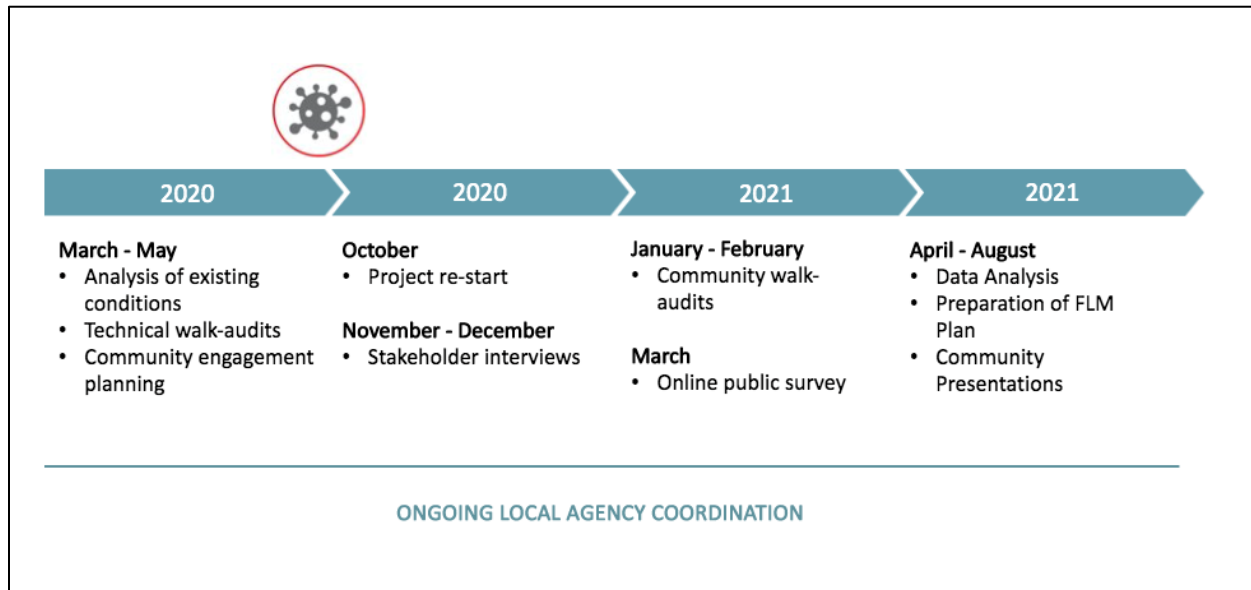 2020
March - May
• Analysis of existing
conditions
• Technical walk-audits
• Community engagement
planning
2020
October
• Project re-start
November - December
• Stakeholder interviews
2021
January - February
• Community walk-
audits
March
• Online public survey
2021
April - August
• Data Analysis
• Preparation of FLM
Plan
• Community
Presentations
ONGOING LOCAL AGENCY COORDINATION